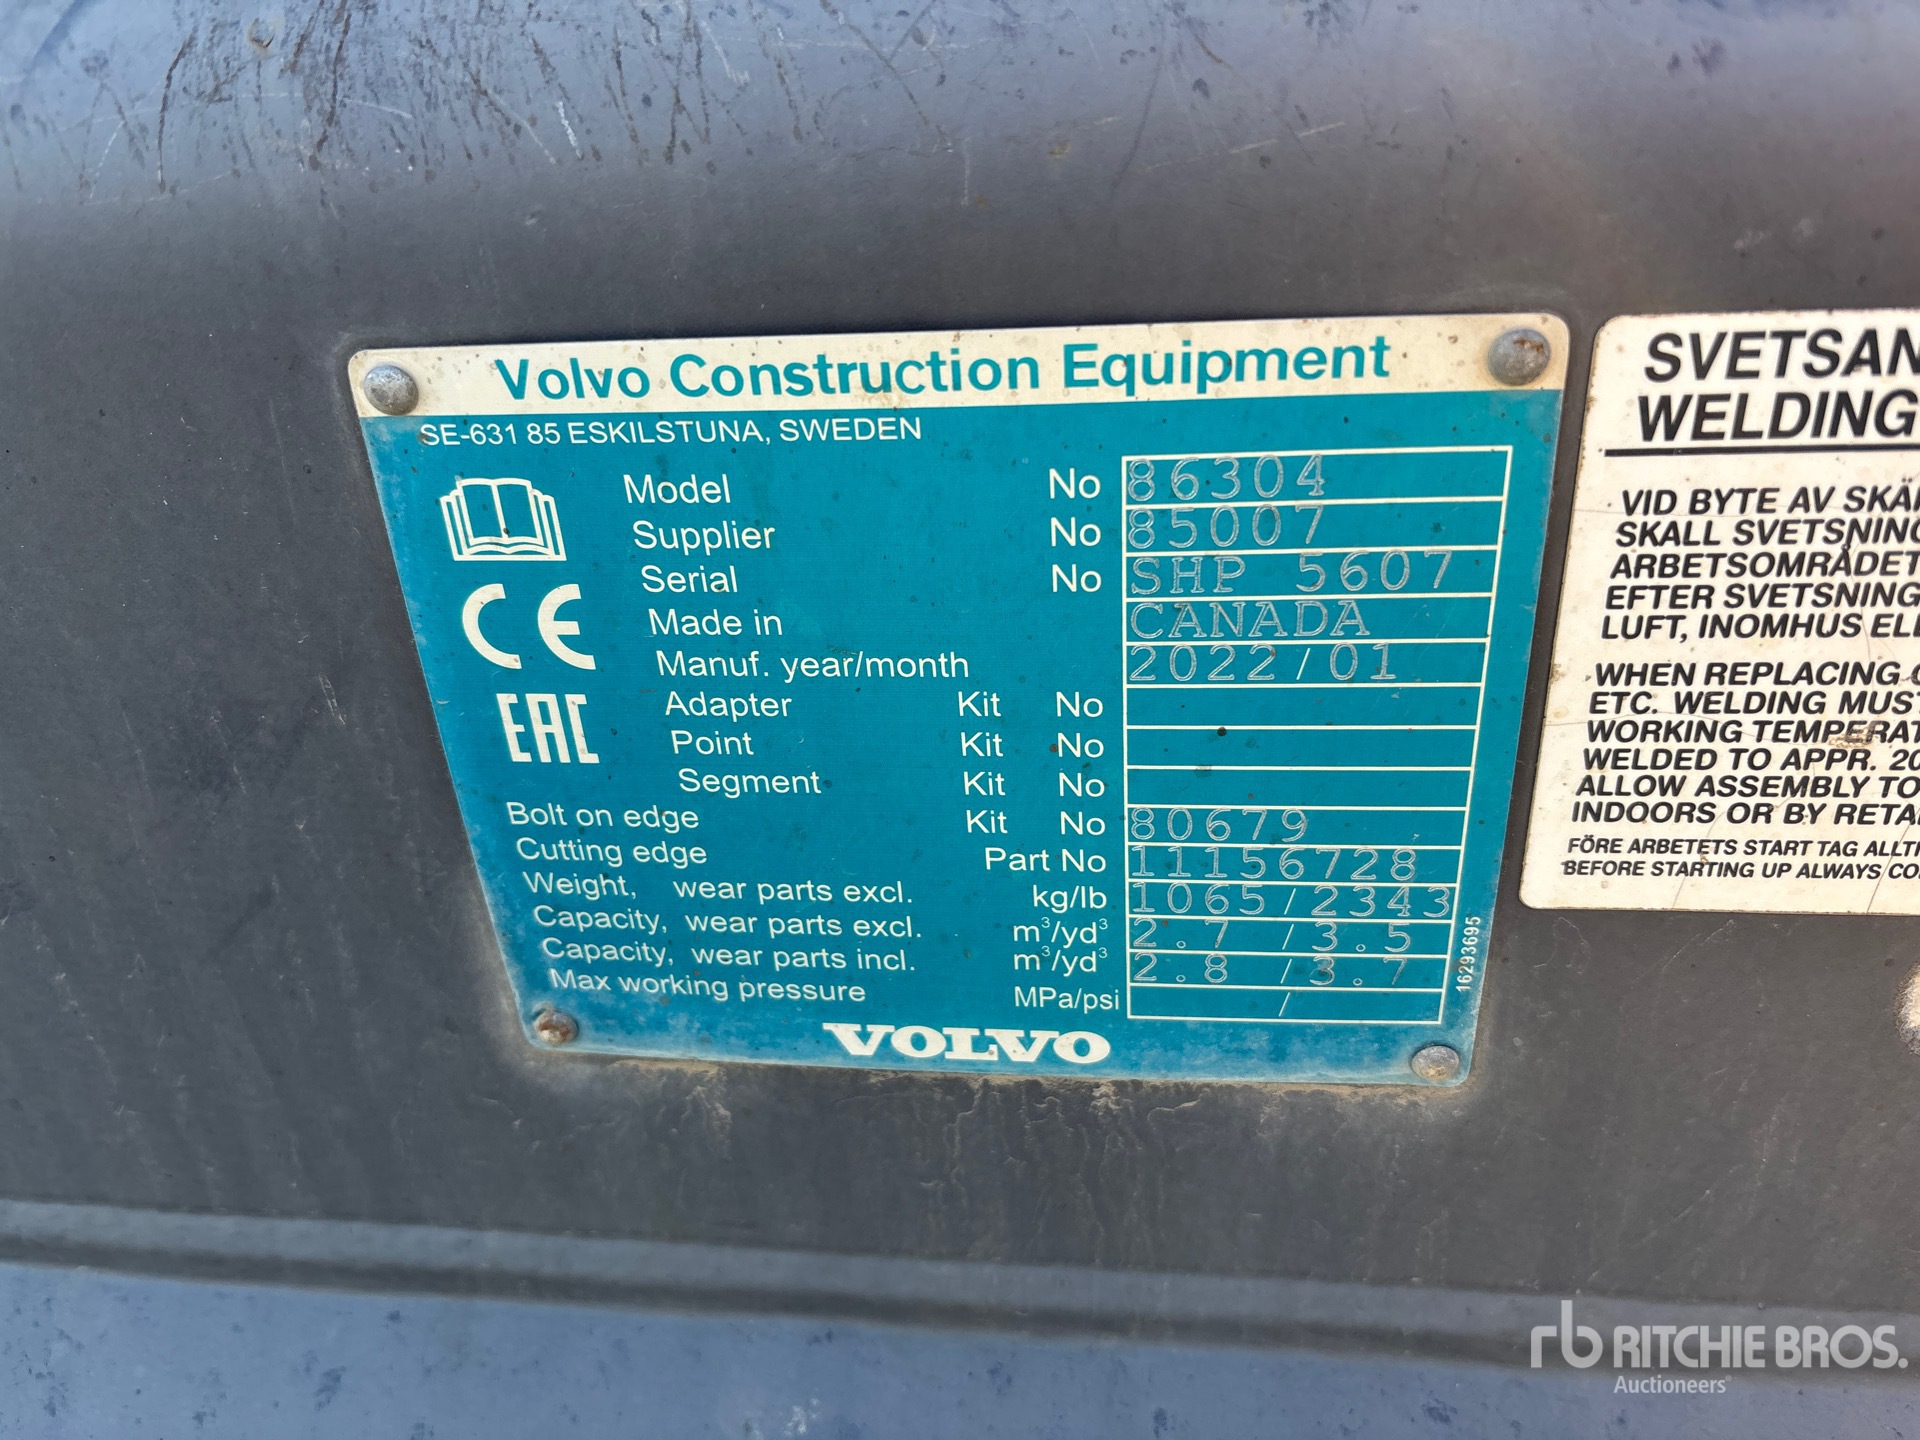 Volvo Construction Equipment
SE-631 85 ESKILSTUNA, SWEDEN
Model No 86304
Supplier No 85007
Serial No SHP 5607
Made in CANADA
Manuf. year/month 2022/01
Adapter Kit No
Point Kit No
Segment Kit No
Bolt on edge Kit No 80679
Cutting edge Part No 11156728
Weight, wear parts excl. kg/lb 1065/2343
Capacity, wear parts excl. m³/yd³ 2.7 /3.5
Capacity, wear parts incl. m³/yd³ 2.8 /3.7
Max working pressure MPa/psi /
CE
EAC
VOLVO
16293695
SVETSAN
WELDING
VID BYTE AV SKÄ
SKALL SVETSNING
ARBETSOMRÅDET
EFTER SVETSNING
LUFT, INOMHUS ELL
WHEN REPLACING
ETC. WELDING MUST
WORKING TEMPERAT
WELDED TO APPR. 20
ALLOW ASSEMBLY TO
INDOORS OR BY RETA
FÖRE ARBETETS START TAG ALLT
BEFORE STARTING UP ALWAYS CO
rb RITCHIE BROS.
Auctioneers